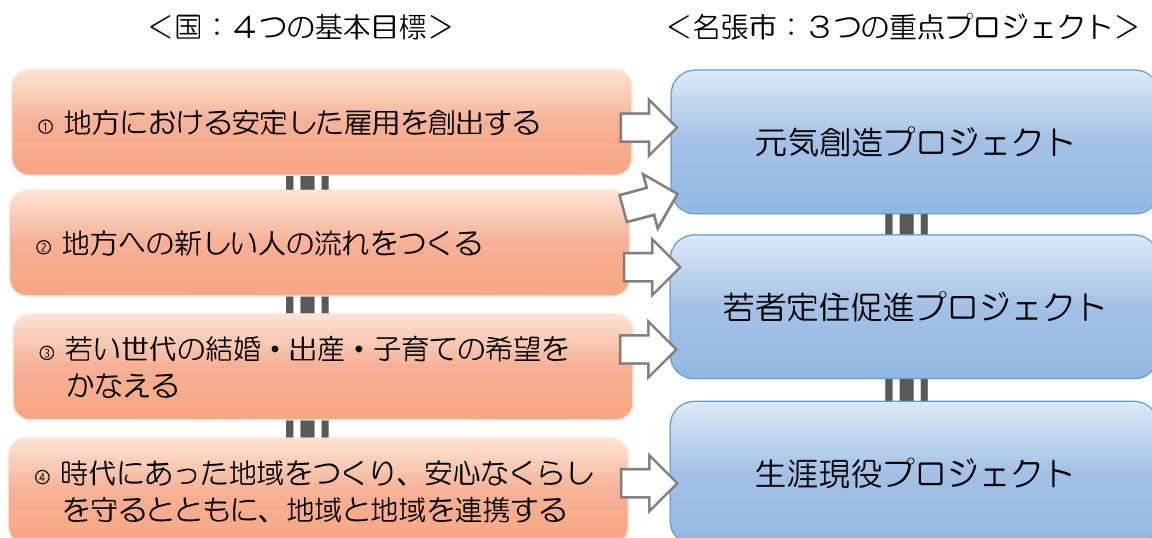 ＜国：４つの基本目標＞
① 地方における安定した雇用を創出する
② 地方への新しい人の流れをつくる
③ 若い世代の結婚・出産・子育ての希望を
かなえる
④ 時代にあった地域をつくり、安心なくらし
を守るとともに、地域と地域を連携する
＜名張市：３つの重点プロジェクト＞
元気創造プロジェクト
若者定住促進プロジェクト
生涯現役プロジェクト